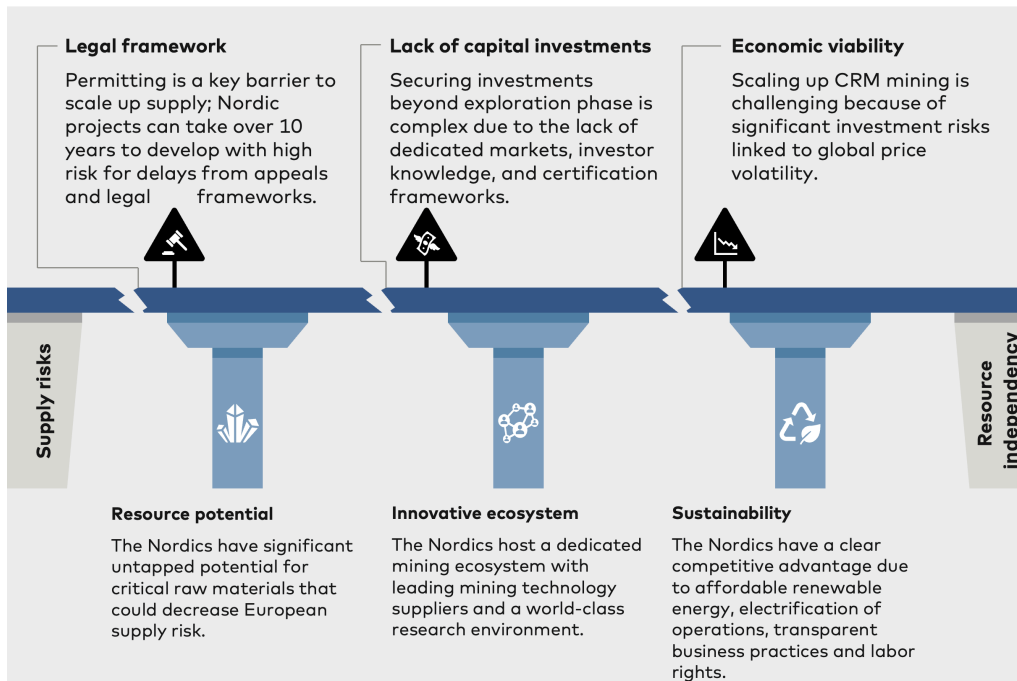 Legal framework
Permitting is a key barrier to
scale up supply; Nordic
projects can take over 10
years to develop with high
risk for delays from appeals
and legal frameworks.
Lack of capital investments
Securing investments
beyond exploration phase is
complex due to the lack of
dedicated markets, investor
knowledge, and certification
frameworks.
Economic viability
Scaling up CRM mining is
challenging because of
significant investment risks
linked to global price
volatility.
Supply risks
Resource
independency
Resource potential
The Nordics have significant
untapped potential for
critical raw materials that
could decrease European
supply risk.
Innovative ecosystem
The Nordics host a dedicated
mining ecosystem with
leading mining technology
suppliers and a world-class
research environment.
Sustainability
The Nordics have a clear
competitive advantage due
to affordable renewable
energy, electrification of
operations, transparent
business practices and labor
rights.